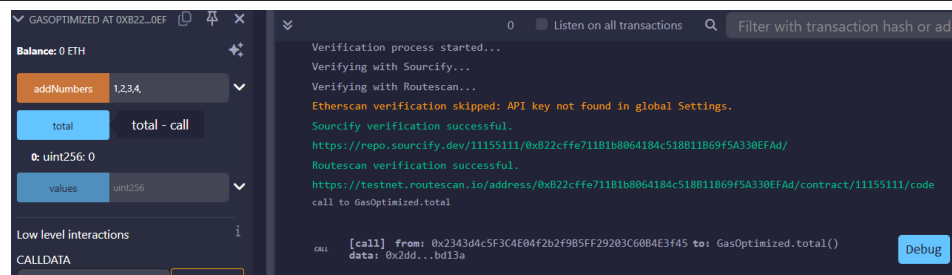 GASOPTIMIZED AT 0XB22...0EF
Balance: 0 ETH
addNumbers 1,2,3,4,
total total - call
0: uint256: 0
values uint256
Low level interactions i
CALLDATA
0 Listen on all transactions Filter with transaction hash or ad
Verification process started...
Verifying with Sourcify...
Verifying with Routescan...
Etherscan verification skipped: API key not found in global Settings.
Sourcify verification successful.
https://repo.sourcify.dev/11155111/0xB22cffe711B1b8064184c518B11B69f5A330EFAd/
Routescan verification successful.
https://testnet.routescan.io/address/0xB22cffe711B1b8064184c518B11B69f5A330EFAd/contract/11155111/code
call to GasOptimized.total
CALL [call] from: 0x2343d4c5F3C4E04f2b2f9B5FF29203C60B4E3f45 to: GasOptimized.total()
data: 0x2dd...bd13a
Debug